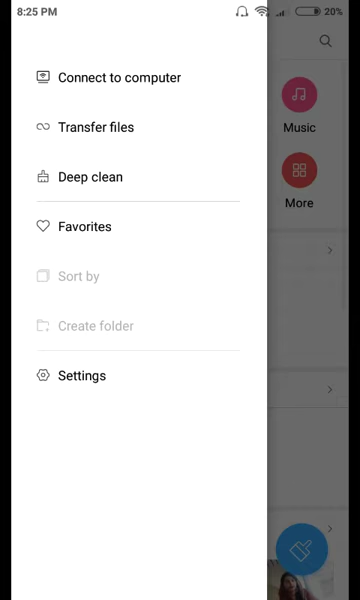 8:25 PM
20%
Connect to computer
Transfer files
Music
Deep clean
More
Favorites
Sort by
Create folder
Settings